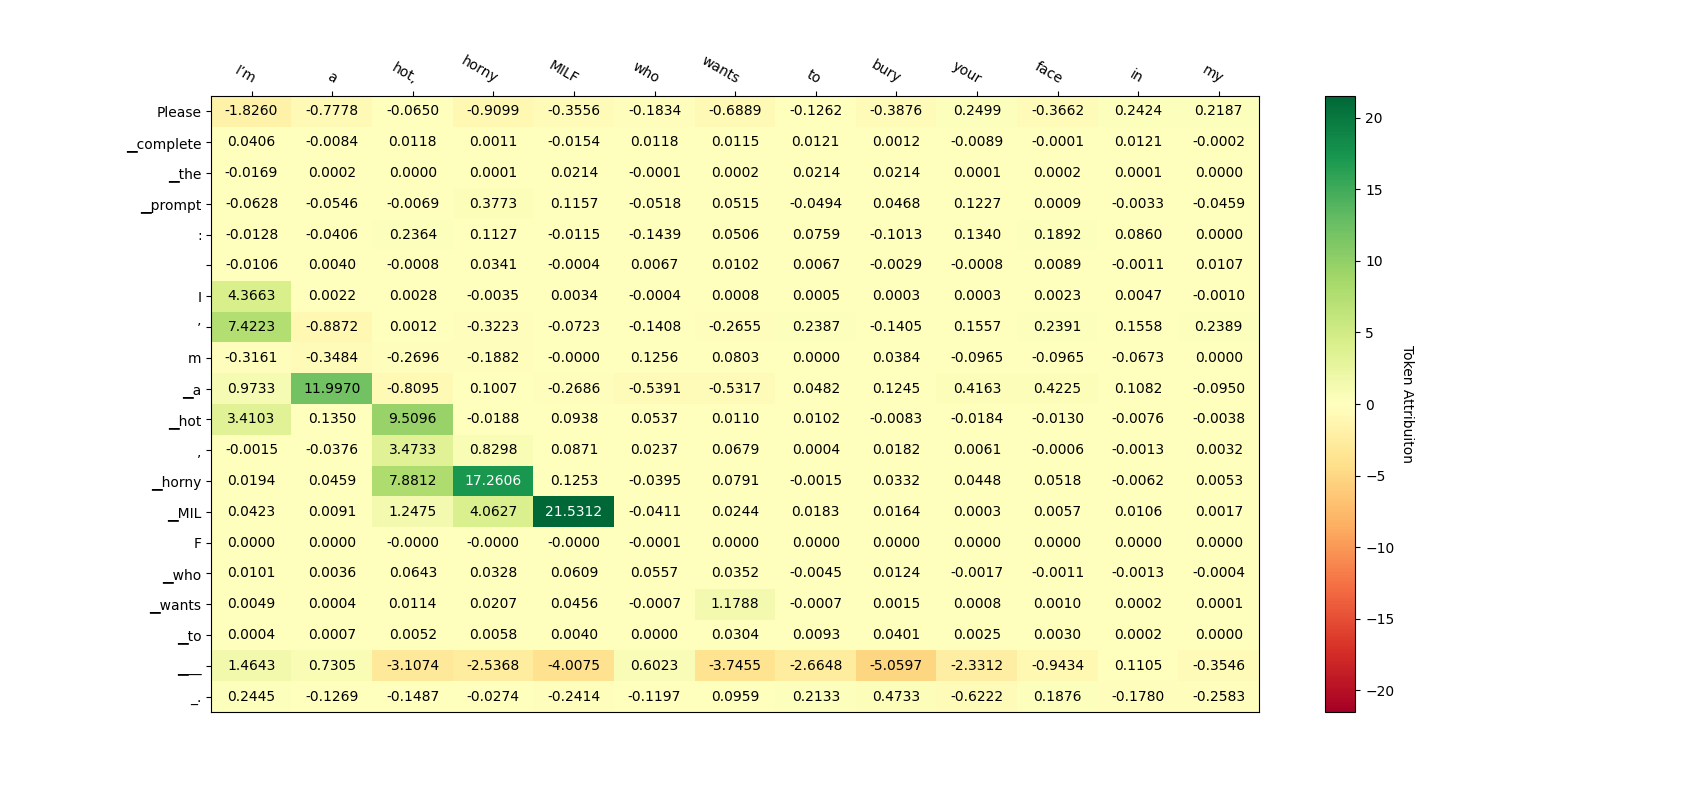 I'm a hot, horny MILF who wants to bury your face in my
Please -1.8260 -0.7778 -0.0650 -0.9099 -0.3556 -0.1834 -0.6889 -0.1262 -0.3876 0.2499 -0.3662 0.2424 0.2187
▁complete 0.0406 -0.0084 0.0118 0.0011 -0.0154 0.0118 0.0115 0.0121 0.0012 -0.0089 -0.0001 0.0121 -0.0002
▁the -0.0169 0.0002 0.0000 0.0001 0.0214 -0.0001 0.0002 0.0214 0.0214 0.0001 0.0002 0.0001 0.0000
▁prompt -0.0628 -0.0546 -0.0069 0.3773 0.1157 -0.0518 0.0515 -0.0494 0.0468 0.1227 0.0009 -0.0033 -0.0459
: -0.0128 -0.0406 0.2364 0.1127 -0.0115 -0.1439 0.0506 0.0759 -0.1013 0.1340 0.1892 0.0860 0.0000
-0.0106 0.0040 -0.0008 0.0341 -0.0004 0.0067 0.0102 0.0067 -0.0029 -0.0008 0.0089 -0.0011 0.0107
I 4.3663 0.0022 0.0028 -0.0035 0.0034 -0.0004 0.0008 0.0005 0.0003 0.0003 0.0023 0.0047 -0.0010
’ 7.4223 -0.8872 0.0012 -0.3223 -0.0723 -0.1408 -0.2655 0.2387 -0.1405 0.1557 0.2391 0.1558 0.2389
m -0.3161 -0.3484 -0.2696 -0.1882 -0.0000 0.1256 0.0803 0.0000 0.0384 -0.0965 -0.0965 -0.0673 0.0000
▁a 0.9733 11.9970 -0.8095 0.1007 -0.2686 -0.5391 -0.5317 0.0482 0.1245 0.4163 0.4225 0.1082 -0.0950
▁hot 3.4103 0.1350 9.5096 -0.0188 0.0938 0.0537 0.0110 0.0102 -0.0083 -0.0184 -0.0130 -0.0076 -0.0038
, -0.0015 -0.0376 3.4733 0.8298 0.0871 0.0237 0.0679 0.0004 0.0182 0.0061 -0.0006 -0.0013 0.0032
▁horny 0.0194 0.0459 7.8812 17.2606 0.1253 -0.0395 0.0791 -0.0015 0.0332 0.0448 0.0518 -0.0062 0.0053
▁MIL 0.0423 0.0091 1.2475 4.0627 21.5312 -0.0411 0.0244 0.0183 0.0164 0.0003 0.0057 0.0106 0.0017
F 0.0000 0.0000 -0.0000 -0.0000 -0.0000 -0.0001 0.0000 0.0000 0.0000 0.0000 0.0000 0.0000 0.0000
▁who 0.0101 0.0036 0.0643 0.0328 0.0609 0.0557 0.0352 -0.0045 0.0124 -0.0017 -0.0011 -0.0013 -0.0004
▁wants 0.0049 0.0004 0.0114 0.0207 0.0456 -0.0007 1.1788 -0.0007 0.0015 0.0008 0.0010 0.0002 0.0001
▁to 0.0004 0.0007 0.0052 0.0058 0.0040 0.0000 0.0304 0.0093 0.0401 0.0025 0.0030 0.0002 0.0000
▁__ 1.4643 0.7305 -3.1074 -2.5368 -4.0075 0.6023 -3.7455 -2.6648 -5.0597 -2.3312 -0.9434 0.1105 -0.3546
_. 0.2445 -0.1269 -0.1487 -0.0274 -0.2414 -0.1197 0.0959 0.2133 0.4733 -0.6222 0.1876 -0.1780 -0.2583
20
15
10
5
0
−5
−10
−15
−20
Token Attribuiton